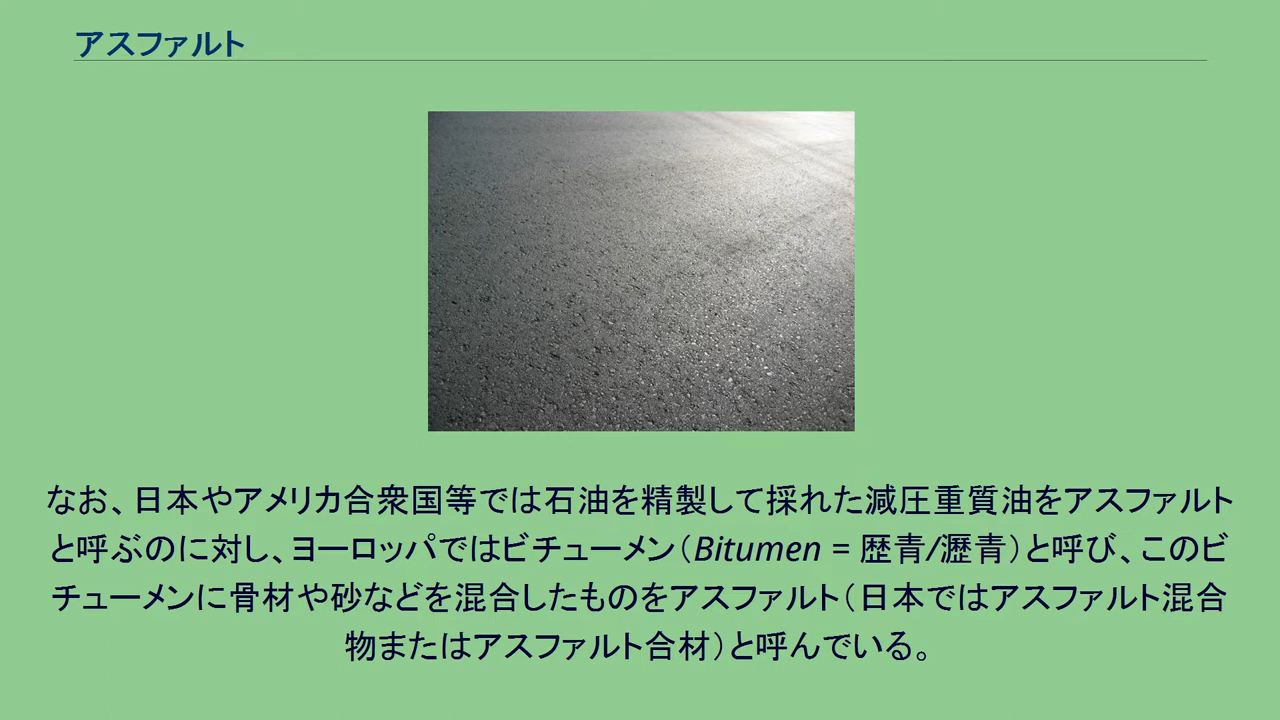 アスファルト
なお、日本やアメリカ合衆国等では石油を精製して採れた減圧重質油をアスファルト
と呼ぶのに対し、ヨーロッパではビチューメン（Bitumen = 歴青/瀝青）と呼び、このビ
チューメンに骨材や砂などを混合したものをアスファルト（日本ではアスファルト混合
物またはアスファルト合材）と呼んでいる。